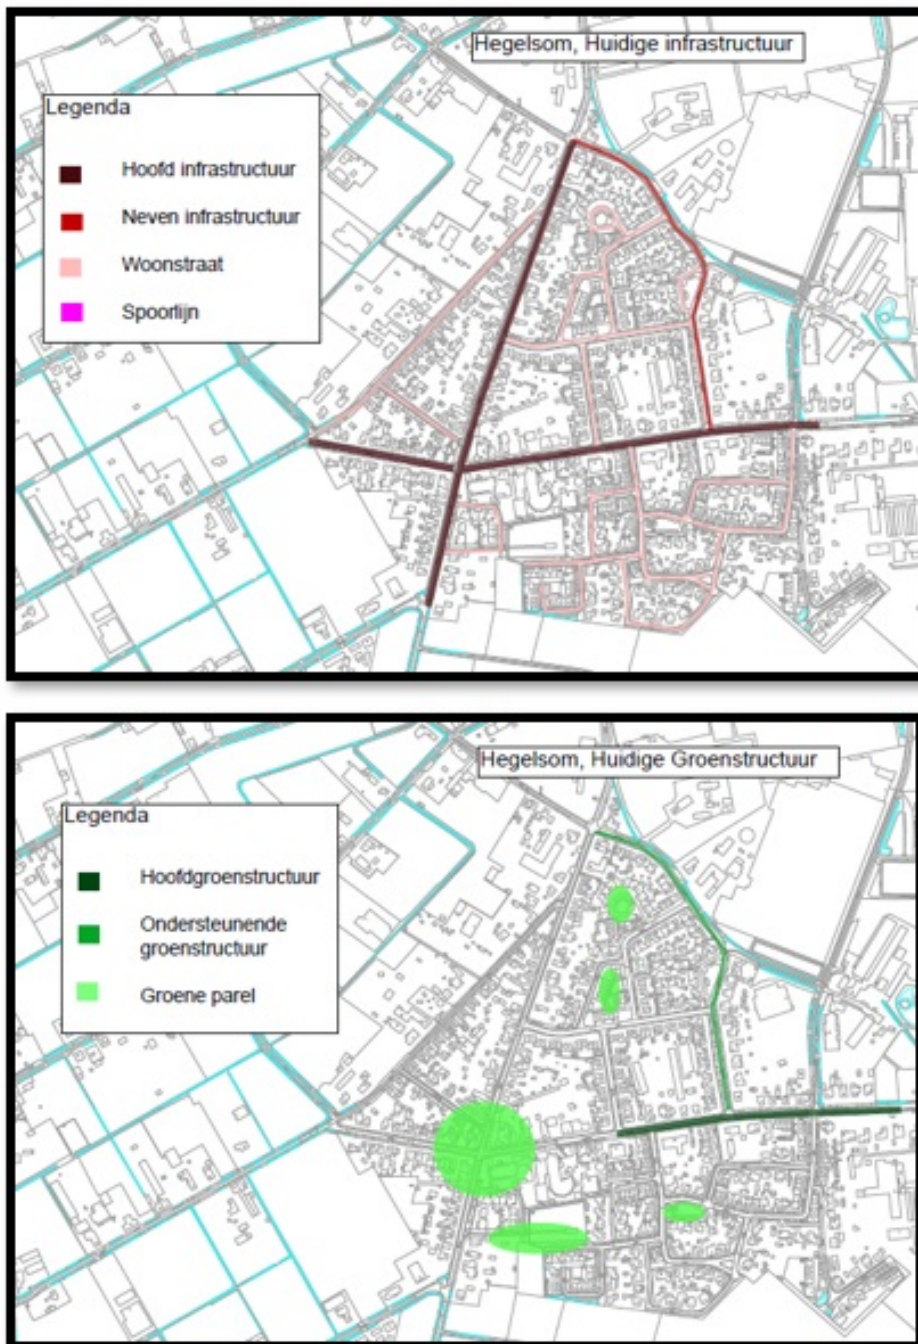 Hegelsom, Huidige infrastructuur
Legenda
Hoofd infrastructuur
Neven infrastructuur
Woonstraat
Spoorlijn
Hegelsom, Huidige Groenstructuur
Legenda
Hoofdgroenstructuur
Ondersteunende
groenstructuur
Groene parel